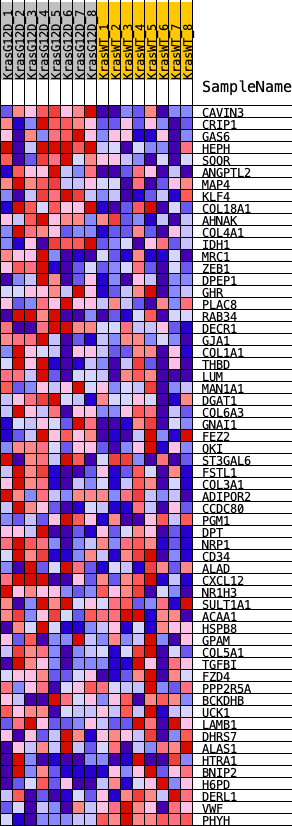 KrasG12D_1
KrasG12D_2
KrasG12D_3
KrasG12D_4
KrasG12D_5
KrasG12D_6
KrasG12D_7
KrasG12D_8
KrasWT_1
KrasWT_2
KrasWT_3
KrasWT_4
KrasWT_5
KrasWT_6
KrasWT_7
KrasWT_8
SampleName
CAVIN3
CRIP1
GAS6
HEPH
SQOR
ANGPTL2
MAP4
KLF4
COL18A1
AHNAK
COL4A1
IDH1
MRC1
ZEB1
DPEP1
GHR
PLAC8
RAB34
DECR1
GJA1
COL1A1
THBD
LUM
MAN1A1
DGAT1
COL6A3
GNAI1
FEZ2
QKI
ST3GAL6
FSTL1
COL3A1
ADIPOR2
CCDC80
PGM1
DPT
NRP1
CD34
ALAD
CXCL12
NR1H3
SULT1A1
ACAA1
HSPB8
GPAM
COL5A1
TGFBI
FZD4
PPP2R5A
BCKDHB
UCK1
LAMB1
DHRS7
ALAS1
HTRA1
BNIP2
H6PD
DERL1
VWF
PHYH